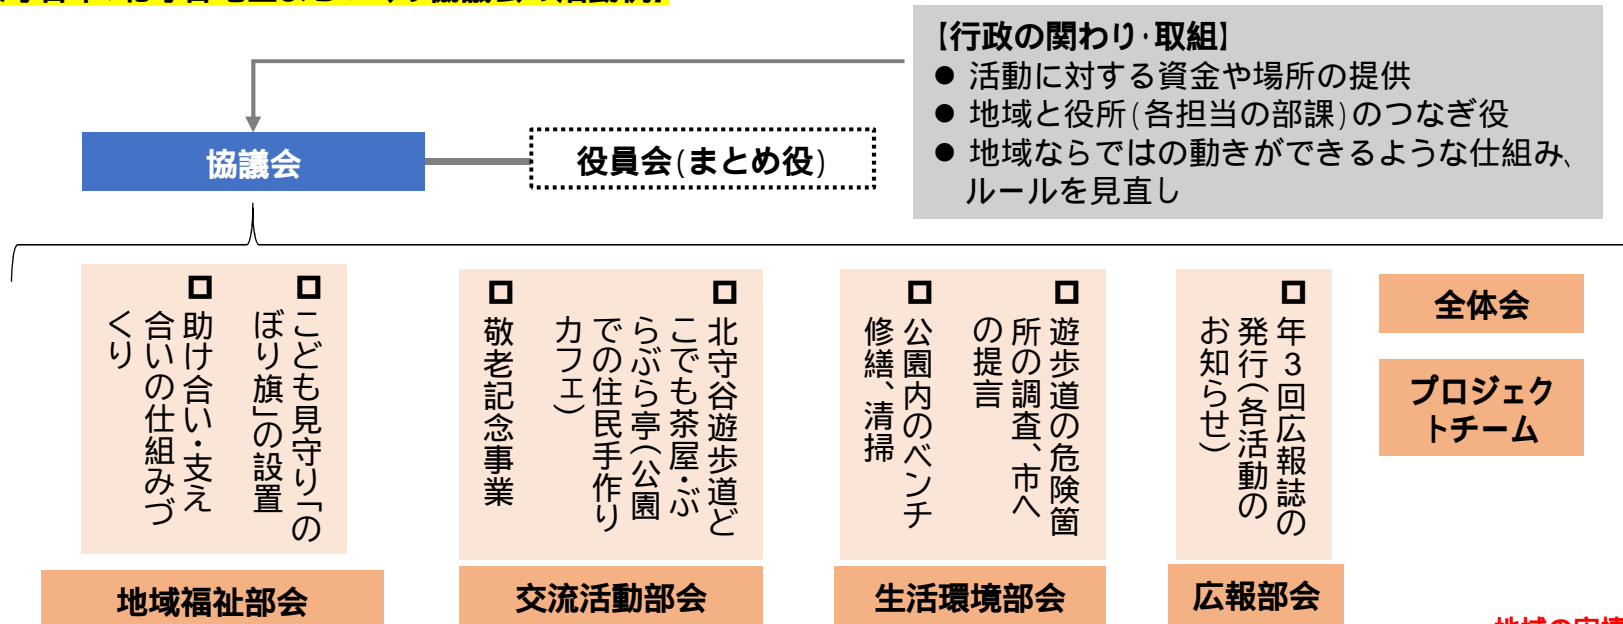 【行政の関わり・取組】
● 活動に対する資金や場所の提供
● 地域と役所(各担当の部課)のつなぎ役
● 地域ならではの動きができるような仕組み、
ルールを見直し
協議会
役員会(まとめ役)
□ こども見守り「の
ぼり旗」の設置
□ 助け合い・支え
合いの仕組みづ
くり
地域福祉部会
□ 北守谷遊歩道ど
こでも茶屋・ぶ
らぶら亭(公園
での住民手作り
カフェ)
□ 敬老記念事業
交流活動部会
□ 遊歩道の危険箇
所の調査、市へ
の提言
□ 公園内のベンチ
修繕、清掃
生活環境部会
□ 年3回広報誌の
発行(各活動の
お知らせ)
広報部会
全体会
プロジェク
トチーム